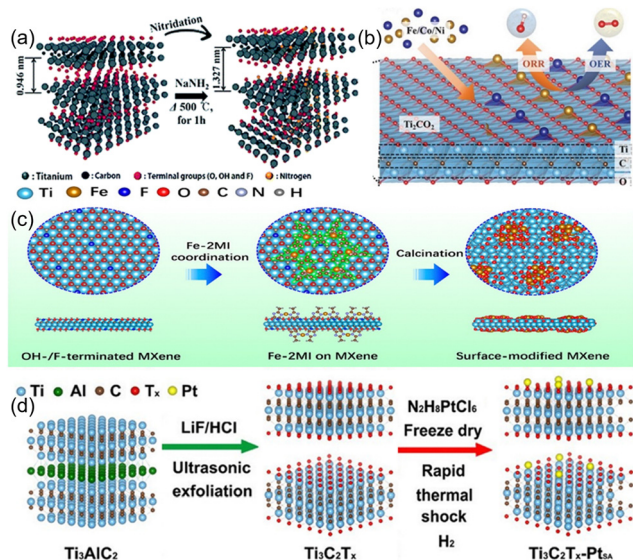 (a)
Nitridation
0.946 nm
NaNH2
Δ 500 °C,
for 1h
1.327 nm
: Titanium : Carbon : Terminal groups (O, OH and F) : Nitrogen
Ti Fe F O C N H
(b)
Fe/Co/Ni
ORR
OER
Ti2CO2
Ti
C
O
(c)
Fe-2MI
coordination
Calcination
OH-/F-terminated MXene
Fe-2MI on MXene
Surface-modified MXene
(d)
Ti Al C Tx Pt
LiF/HCl
Ultrasonic
exfoliation
N2H8PtCl6
Freeze dry
Rapid
thermal
shock
H2
Ti3AlC2
Ti3C2Tx
Ti3C2Tx-PtSA